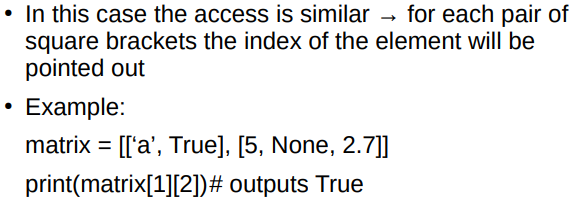 • In this case the access is similar → for each pair of
square brackets the index of the element will be
pointed out
• Example:
matrix = [[‘a’, True], [5, None, 2.7]]
print(matrix[1][2])# outputs True